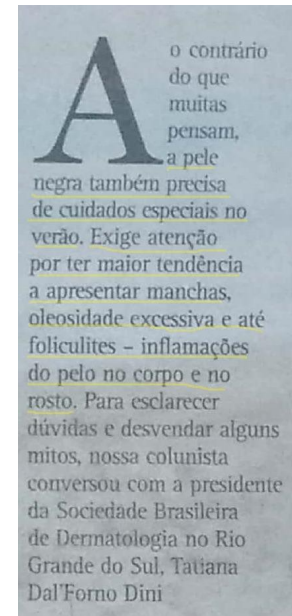 Ao contrário
do que
muitas
pensam,
a pele
negra também precisa
de cuidados especiais no
verão. Exige atenção
por ter maior tendência
a apresentar manchas,
oleosidade excessiva e até
foliculites – inflamações
do pelo no corpo e no
rosto. Para esclarecer
dúvidas e desvendar alguns
mitos, nossa colunista
conversou com a presidente
da Sociedade Brasileira
de Dermatologia no Rio
Grande do Sul, Tatiana
Dal'Forno Dini